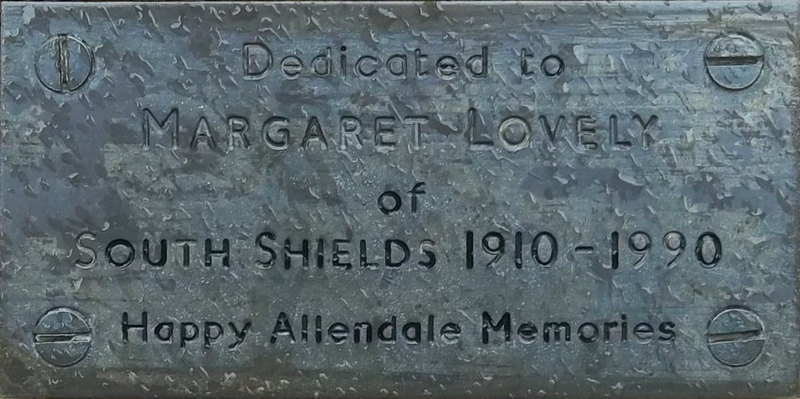 Dedicated to
MARGARET LOVELY
of
SOUTH SHIELDS 1910-1990
Happy Allendale Memories